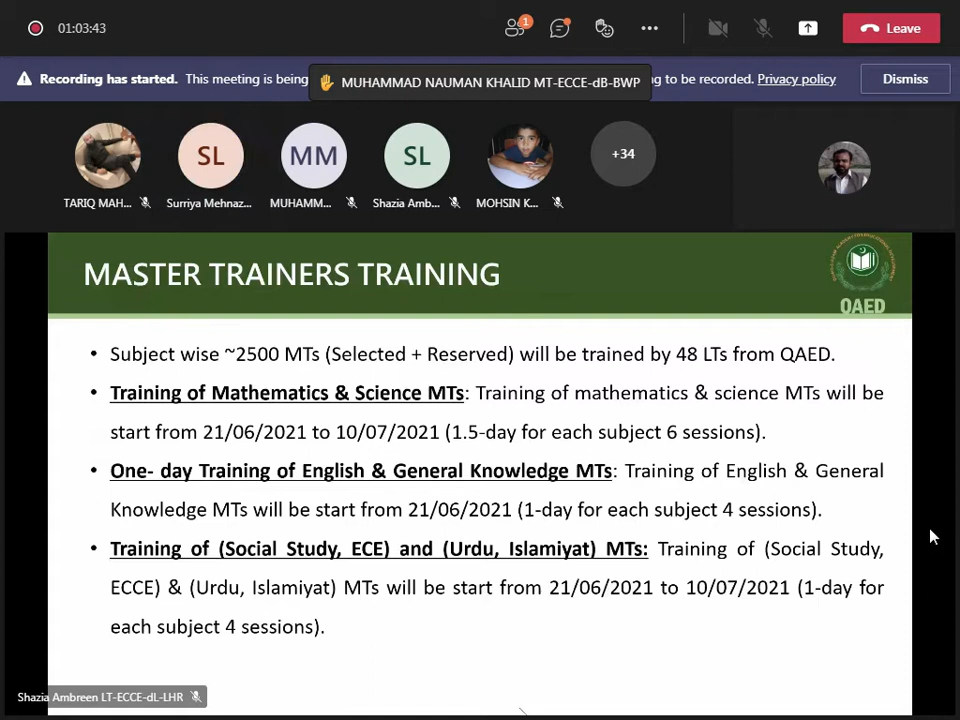 01:03:43
1
Leave
Recording has started. This meeting is being
MUHAMMAD NAUMAN KHALID MT-ECCE-dB-BWP
ng to be recorded. Privacy policy
Dismiss
SL
MM
SL
+34
TARIQ MAH...
Surriya Mehnaz...
MUHAMM...
Shazia Amb...
MOHSIN K...
MASTER TRAINERS TRAINING
QAED
• Subject wise ~2500 MTs (Selected + Reserved) will be trained by 48 LTs from QAED.
• Training of Mathematics & Science MTs: Training of mathematics & science MTs will be
start from 21/06/2021 to 10/07/2021 (1.5-day for each subject 6 sessions).
• One- day Training of English & General Knowledge MTs: Training of English & General
Knowledge MTs will be start from 21/06/2021 (1-day for each subject 4 sessions).
• Training of (Social Study, ECE) and (Urdu, Islamiyat) MTs: Training of (Social Study,
ECCE) & (Urdu, Islamiyat) MTs will be start from 21/06/2021 to 10/07/2021 (1-day for
each subject 4 sessions).
Shazia Ambreen LT-ECCE-dL-LHR